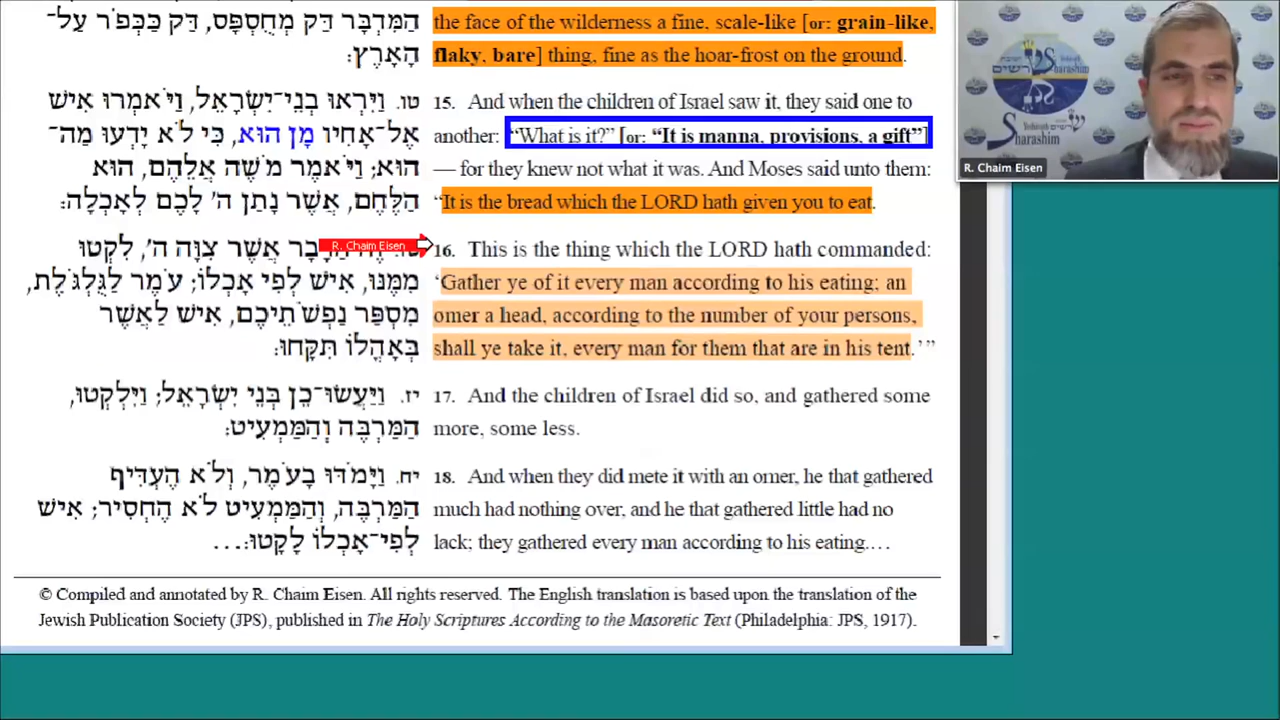 הַמִּדְבָּר דַּק מְחֻסְפָּס, דַּק כַּכְּפֹר עַל־
הָאָרֶץ:
טו. וַיִּרְאוּ בְנֵי־יִשְׂרָאֵל, וַיֹּאמְרוּ אִישׁ
אֶל־אָחִיו מָן הוּא, כִּי לֹא יָדְעוּ מַה־
הוּא; וַיֹּאמֶר מֹשֶׁה אֲלֵהֶם, הוּא
הַלֶּחֶם, אֲשֶׁר נָתַן ה' לָכֶם לְאָכְלָה:
אֲשֶׁר צִוָּה ה', לִקְטוּ
מִמֶּנּוּ, אִישׁ לְפִי אָכְלוֹ; עֹמֶר לַגֻּלְגֹּלֶת,
מִסְפַּר נַפְשֹׁתֵיכֶם, אִישׁ לַאֲשֶׁר
בְּאָהֳלוֹ תִּקָּחוּ:
יז. וַיַּעֲשׂוּ־כֵן בְּנֵי יִשְׂרָאֵל; וַיִּלְקְטוּ,
הַמַּרְבֶּה וְהַמַּמְעִיט:
יח. וַיָּמֹדּוּ בָעֹמֶר, וְלֹא הֶעְדִּיף
הַמַּרְבֶּה, וְהַמַּמְעִיט לֹא הֶחְסִיר; אִישׁ
לְפִי־אָכְלוֹ לָקָטוּ:...
the face of the wilderness a fine, scale-like [or: grain-like,
flaky, bare] thing, fine as the hoar-frost on the ground.
15. And when the children of Israel saw it, they said one to
another: “What is it?” [or: “It is manna, provisions, a gift”]
— for they knew not what it was. And Moses said unto them:
“It is the bread which the LORD hath given you to eat.
R. Chaim Eisen
16. This is the thing which the LORD hath commanded:
‘Gather ye of it every man according to his eating; an
omer a head, according to the number of your persons,
shall ye take it, every man for them that are in his tent.’”
17. And the children of Israel did so, and gathered some
more, some less.
18. And when they did mete it with an omer, he that gathered
much had nothing over, and he that gathered little had no
lack; they gathered every man according to his eating....
© Compiled and annotated by R. Chaim Eisen. All rights reserved. The English translation is based upon the translation of the
Jewish Publication Society (JPS), published in The Holy Scriptures According to the Masoretic Text (Philadelphia: JPS, 1917).
שרשים
Sharashim
Yeshivath
Sharashim
R. Chaim Eisen